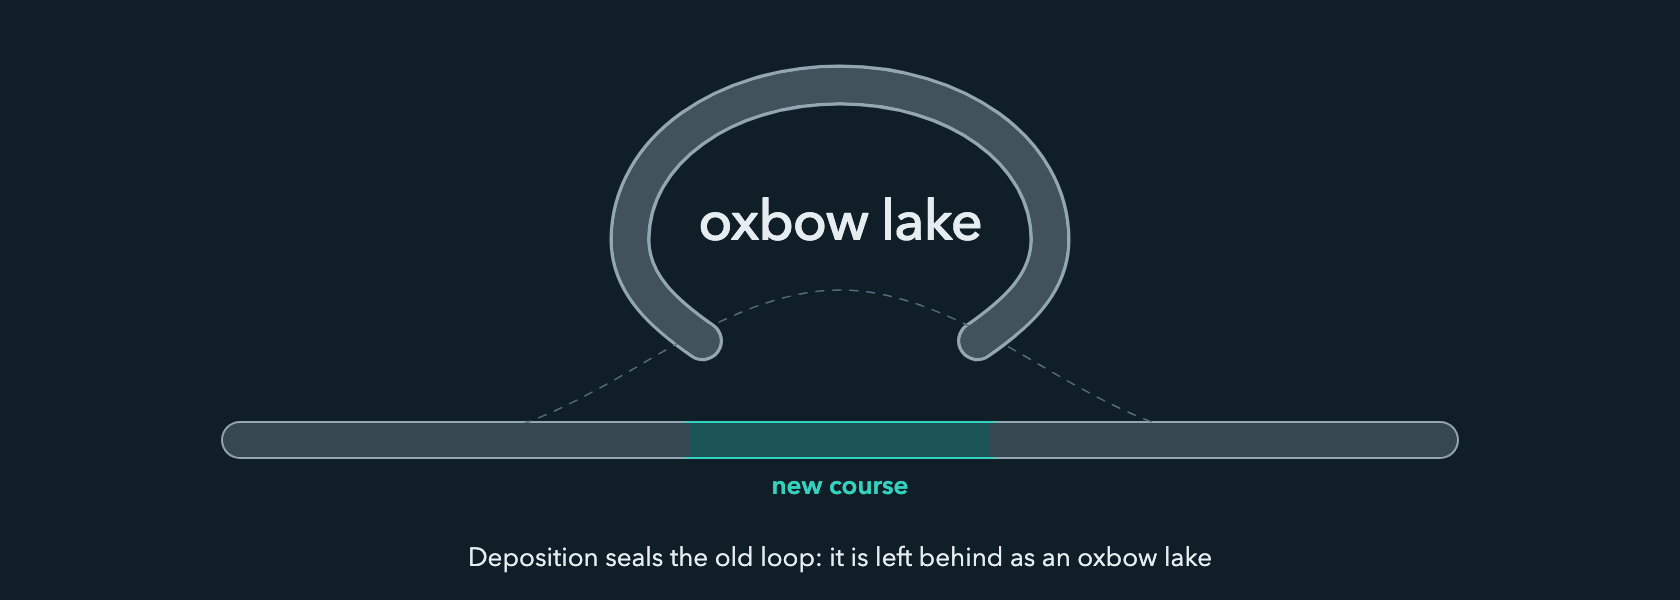 oxbow lake
new course
Deposition seals the old loop: it is left behind as an oxbow lake